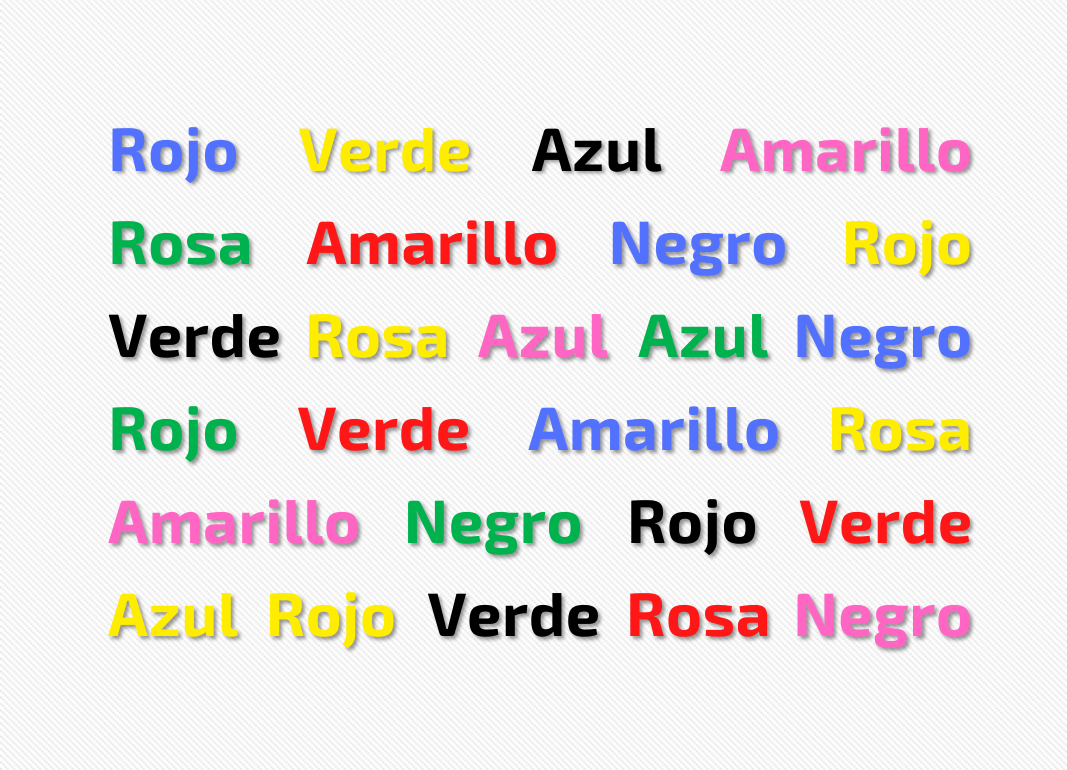 Rojo Verde Azul Amarillo
Rosa Amarillo Negro Rojo
Verde Rosa Azul Azul Negro
Rojo Verde Amarillo Rosa
Amarillo Negro Rojo Verde
Azul Rojo Verde Rosa Negro